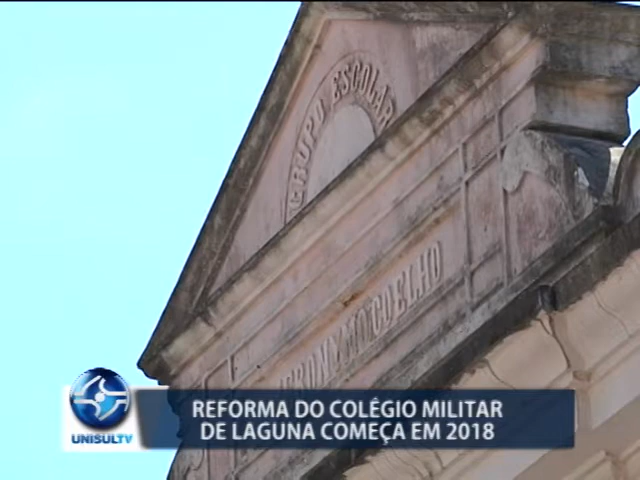 GRUPO ESCOLAR
JERONYMO COELHO
REFORMA DO COLÉGIO MILITAR
DE LAGUNA COMEÇA EM 2018
UNISULTV